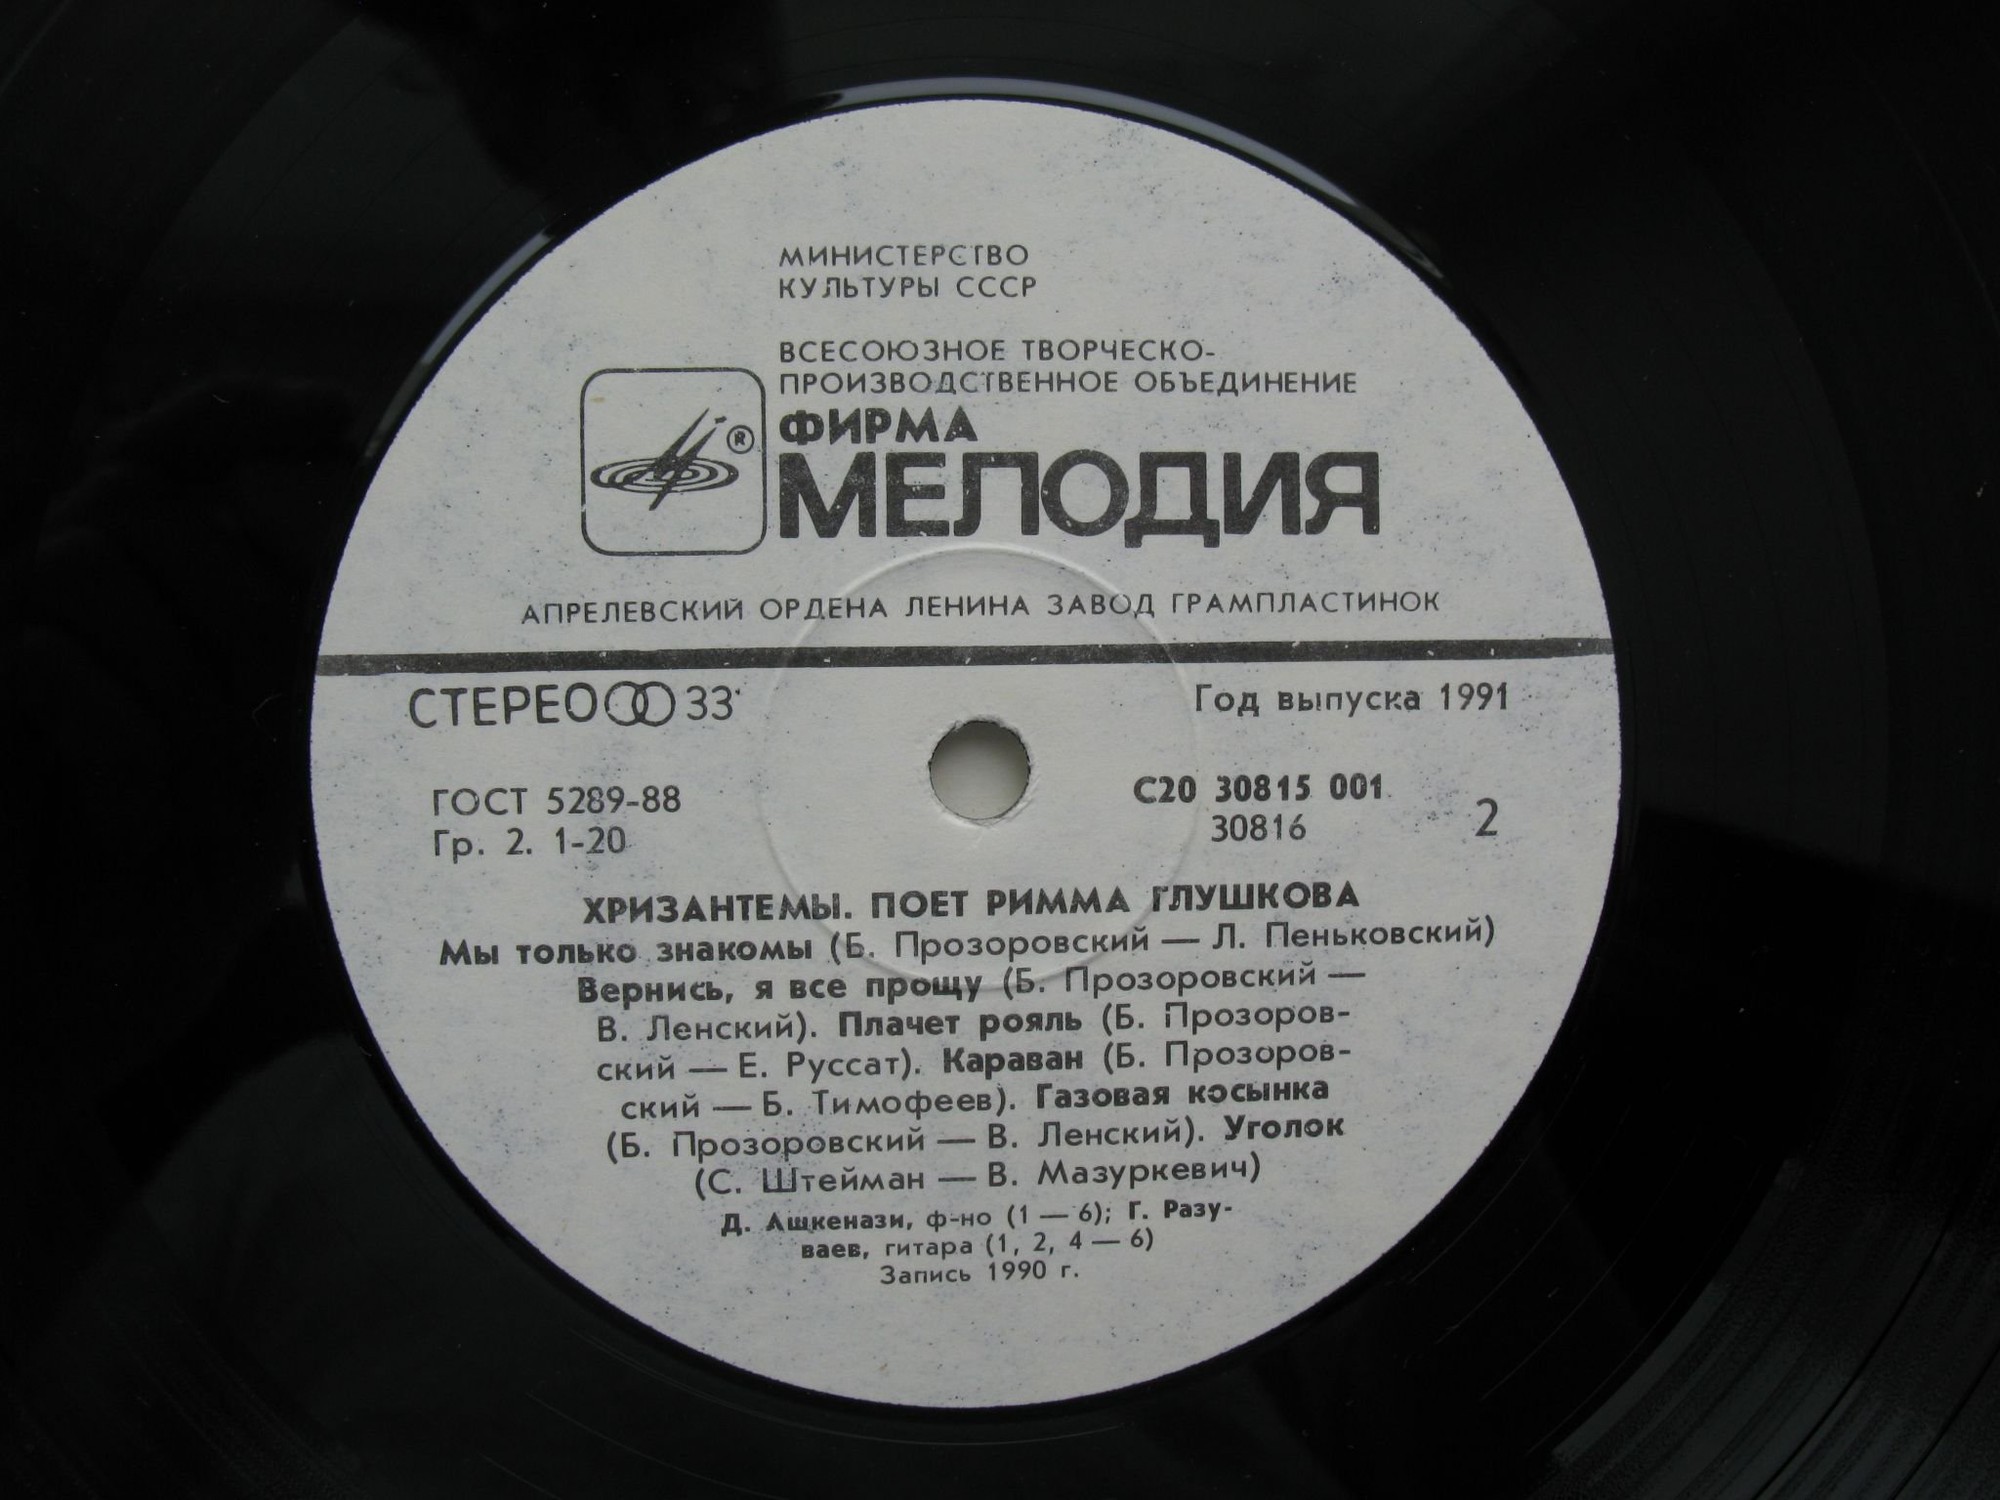 МИНИСТЕРСТВО
КУЛЬТУРЫ СССР
ВСЕСОЮЗНОЕ ТВОРЧЕСКО-
ПРОИЗВОДСТВЕННОЕ ОБЪЕДИНЕНИЕ
®
ФИРМА
МЕЛОДИЯ
АПРЕЛЕВСКИЙ ОРДЕНА ЛЕНИНА ЗАВОД ГРАМПЛАСТИНОК
СТЕРЕО 33 Год выпуска 1991
ГОСТ 5289-88 С20 30815 001
Гр. 2. 1-20 30816 2
ХРИЗАНТЕМЫ. ПОЕТ РИММА ГЛУШКОВА
Мы только знакомы (Б. Прозоровский — Л. Пеньковский)
Вернись, я все прощу (Б. Прозоровский —
В. Ленский). Плачет рояль (Б. Прозоров-
ский — Е. Руссат). Караван (Б. Прозоров-
ский — Б. Тимофеев). Газовая косынка
(Б. Прозоровский — В. Ленский). Уголок
(С. Штейман — В. Мазуркевич)
Д. Ашкенази, ф-но (1 — 6); Г. Разу-
ваев, гитара (1, 2, 4 — 6)
Запись 1990 г.